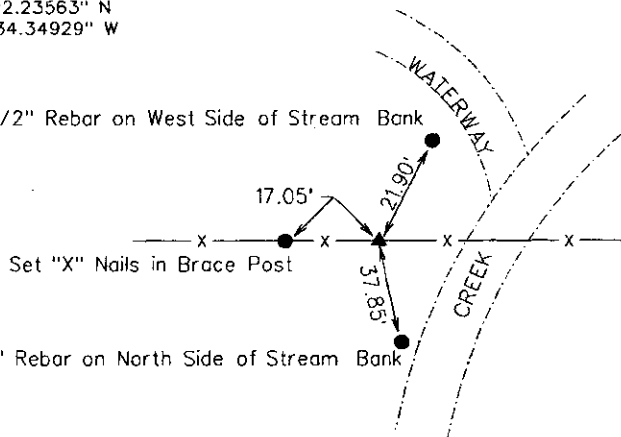 2.23563" N
34.34929" W
/2" Rebar on West Side of Stream Bank
WATERWAY
21.90'
17.05'
X X X X
Set "X" Nails in Brace Post
37.85'
CREEK
" Rebar on North Side of Stream Bank